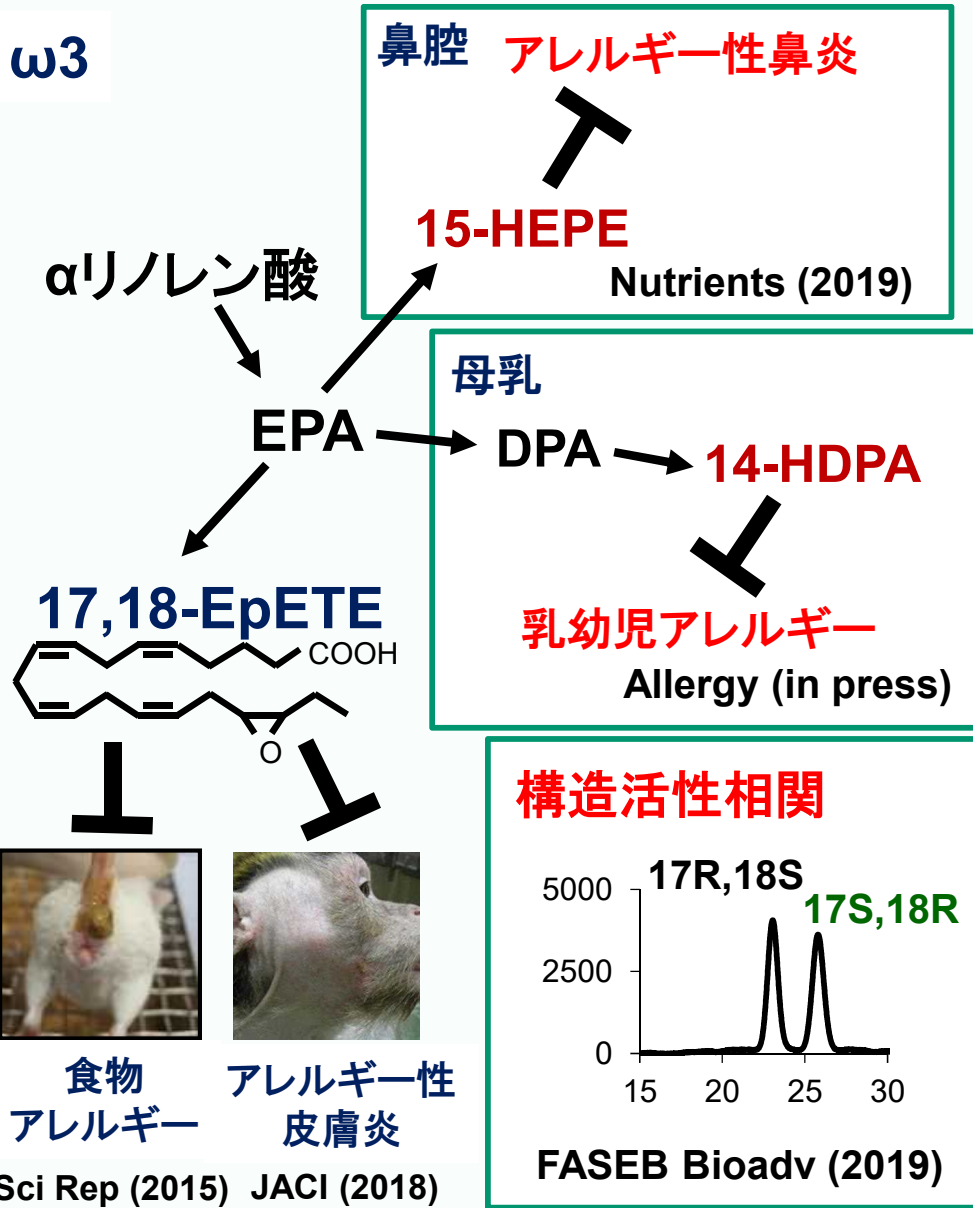 ω3
鼻腔
アレルギー性鼻炎
15-HEPE
Nutrients (2019)
αリノレン酸
EPA
母乳
DPA
14-HDPA
乳幼児アレルギー
Allergy (in press)
17,18-EpETE
COOH
O
食物
アレルギー
Sci Rep (2015)
アレルギー性
皮膚炎
JACI (2018)
構造活性相関
17R,18S
17S,18R
5000
2500
0
15 20 25 30
FASEB Bioadv (2019)